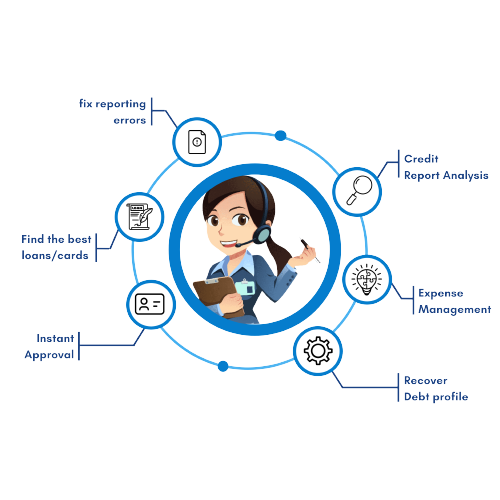 fix reporting
errors
Credit
Report Analysis
Find the best
loans/cards
Expense
Management
Instant
Approval
Recover
Debt profile